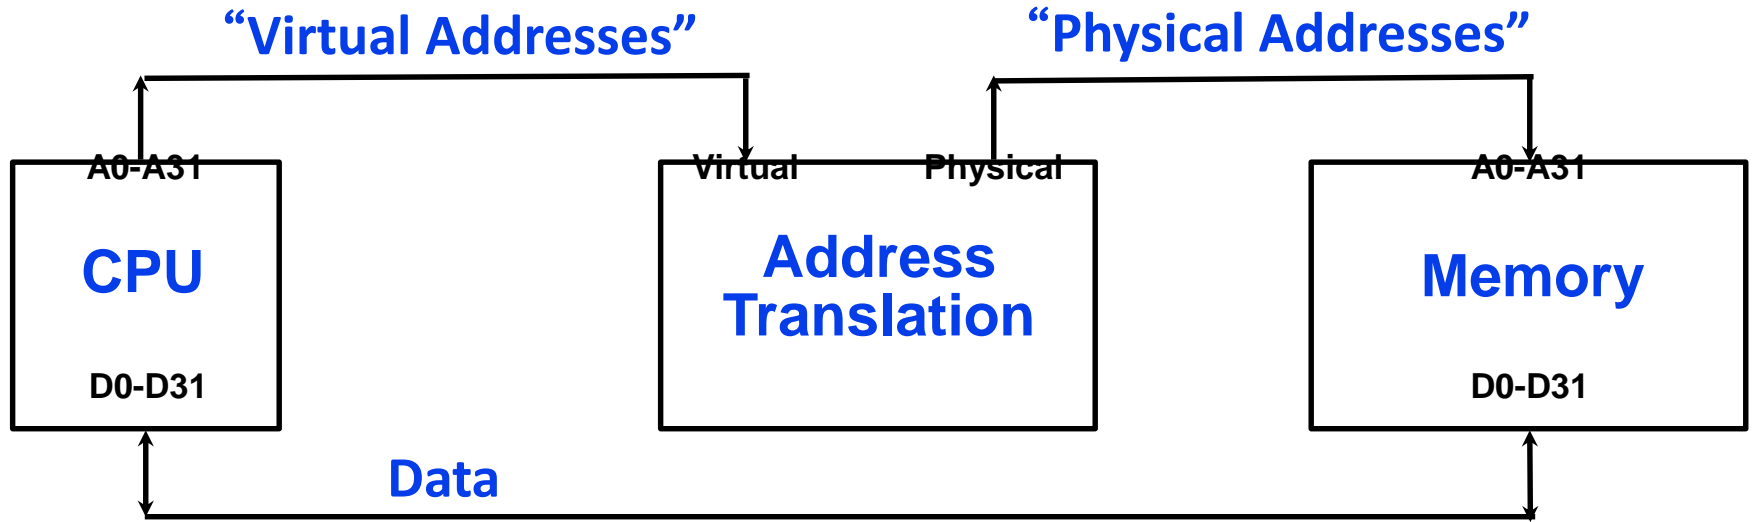 “Virtual Addresses”
“Physical Addresses”
A0-A31
Virtual
Physical
A0-A31
CPU
Address
Translation
Memory
D0-D31
D0-D31
Data